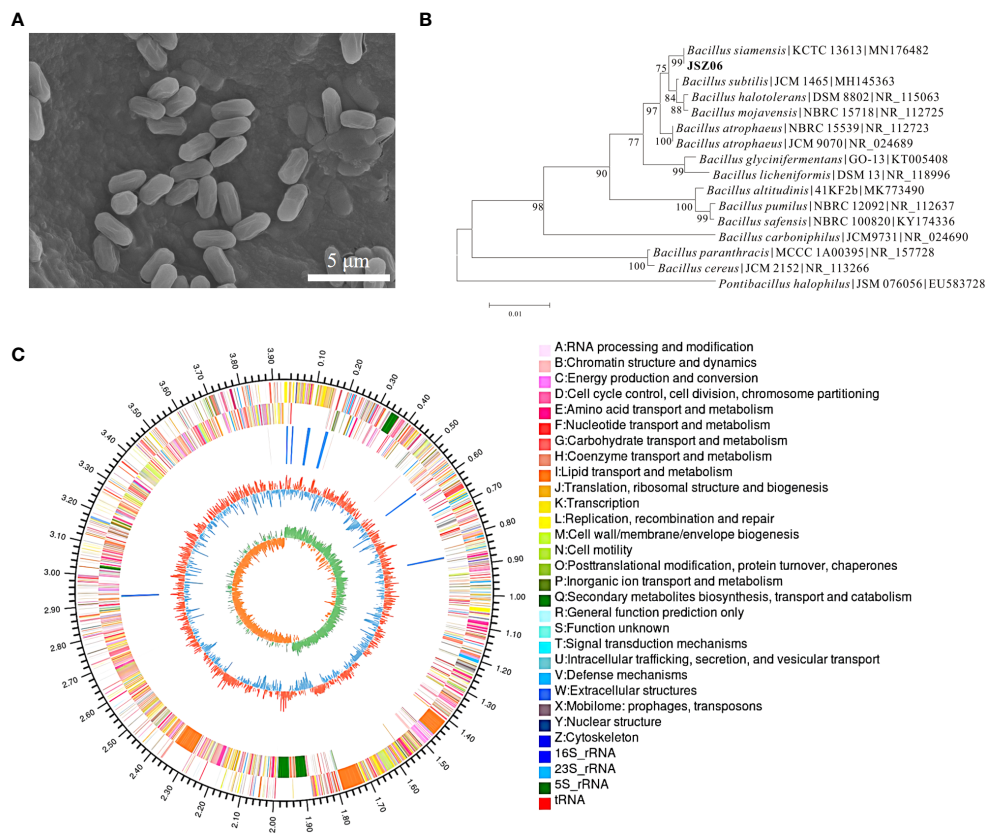 A
5 μm
B
Bacillus siamensis|KCTC 13613|MN176482
JSZ06
Bacillus subtilis|JCM 1465|MH145363
Bacillus halotolerans|DSM 8802|NR_115063
Bacillus mojavensis|NBRC 15718|NR_112725
Bacillus atrophaeus|NBRC 15539|NR_112723
Bacillus atrophaeus|JCM 9070|NR_024689
Bacillus glycinifermentans|GO-13|KT005408
Bacillus licheniformis|DSM 13|NR_118996
Bacillus altitudinis|41KF2b|MK773490
Bacillus pumilus|NBRC 12092|NR_112637
Bacillus safensis|NBRC 100820|KY174336
Bacillus carboniphilus|JCM9731|NR_024690
Bacillus paranthracis|MCCC 1A00395|NR_157728
Bacillus cereus|JCM 2152|NR_113266
Pontibacillus halophilus|JSM 076056|EU583728
99
75
84
88
97
100
77
99
90
100
99
98
100
0.01
C
0.10
0.20
0.30
0.40
0.50
0.60
0.70
0.80
0.90
1.00
1.10
1.20
1.30
1.40
1.50
1.60
1.70
1.80
1.90
2.00
2.10
2.20
2.30
2.40
2.50
2.60
2.70
2.80
2.90
3.00
3.10
3.20
3.30
3.40
3.50
3.60
3.70
3.80
3.90
A:RNA processing and modification
B:Chromatin structure and dynamics
C:Energy production and conversion
D:Cell cycle control, cell division, chromosome partitioning
E:Amino acid transport and metabolism
F:Nucleotide transport and metabolism
G:Carbohydrate transport and metabolism
H:Coenzyme transport and metabolism
I:Lipid transport and metabolism
J:Translation, ribosomal structure and biogenesis
K:Transcription
L:Replication, recombination and repair
M:Cell wall/membrane/envelope biogenesis
N:Cell motility
O:Posttranslational modification, protein turnover, chaperones
P:Inorganic ion transport and metabolism
Q:Secondary metabolites biosynthesis, transport and catabolism
R:General function prediction only
S:Function unknown
T:Signal transduction mechanisms
U:Intracellular trafficking, secretion, and vesicular transport
V:Defense mechanisms
W:Extracellular structures
X:Mobilome: prophages, transposons
Y:Nuclear structure
Z:Cytoskeleton
16S_rRNA
23S_rRNA
5S_rRNA
tRNA